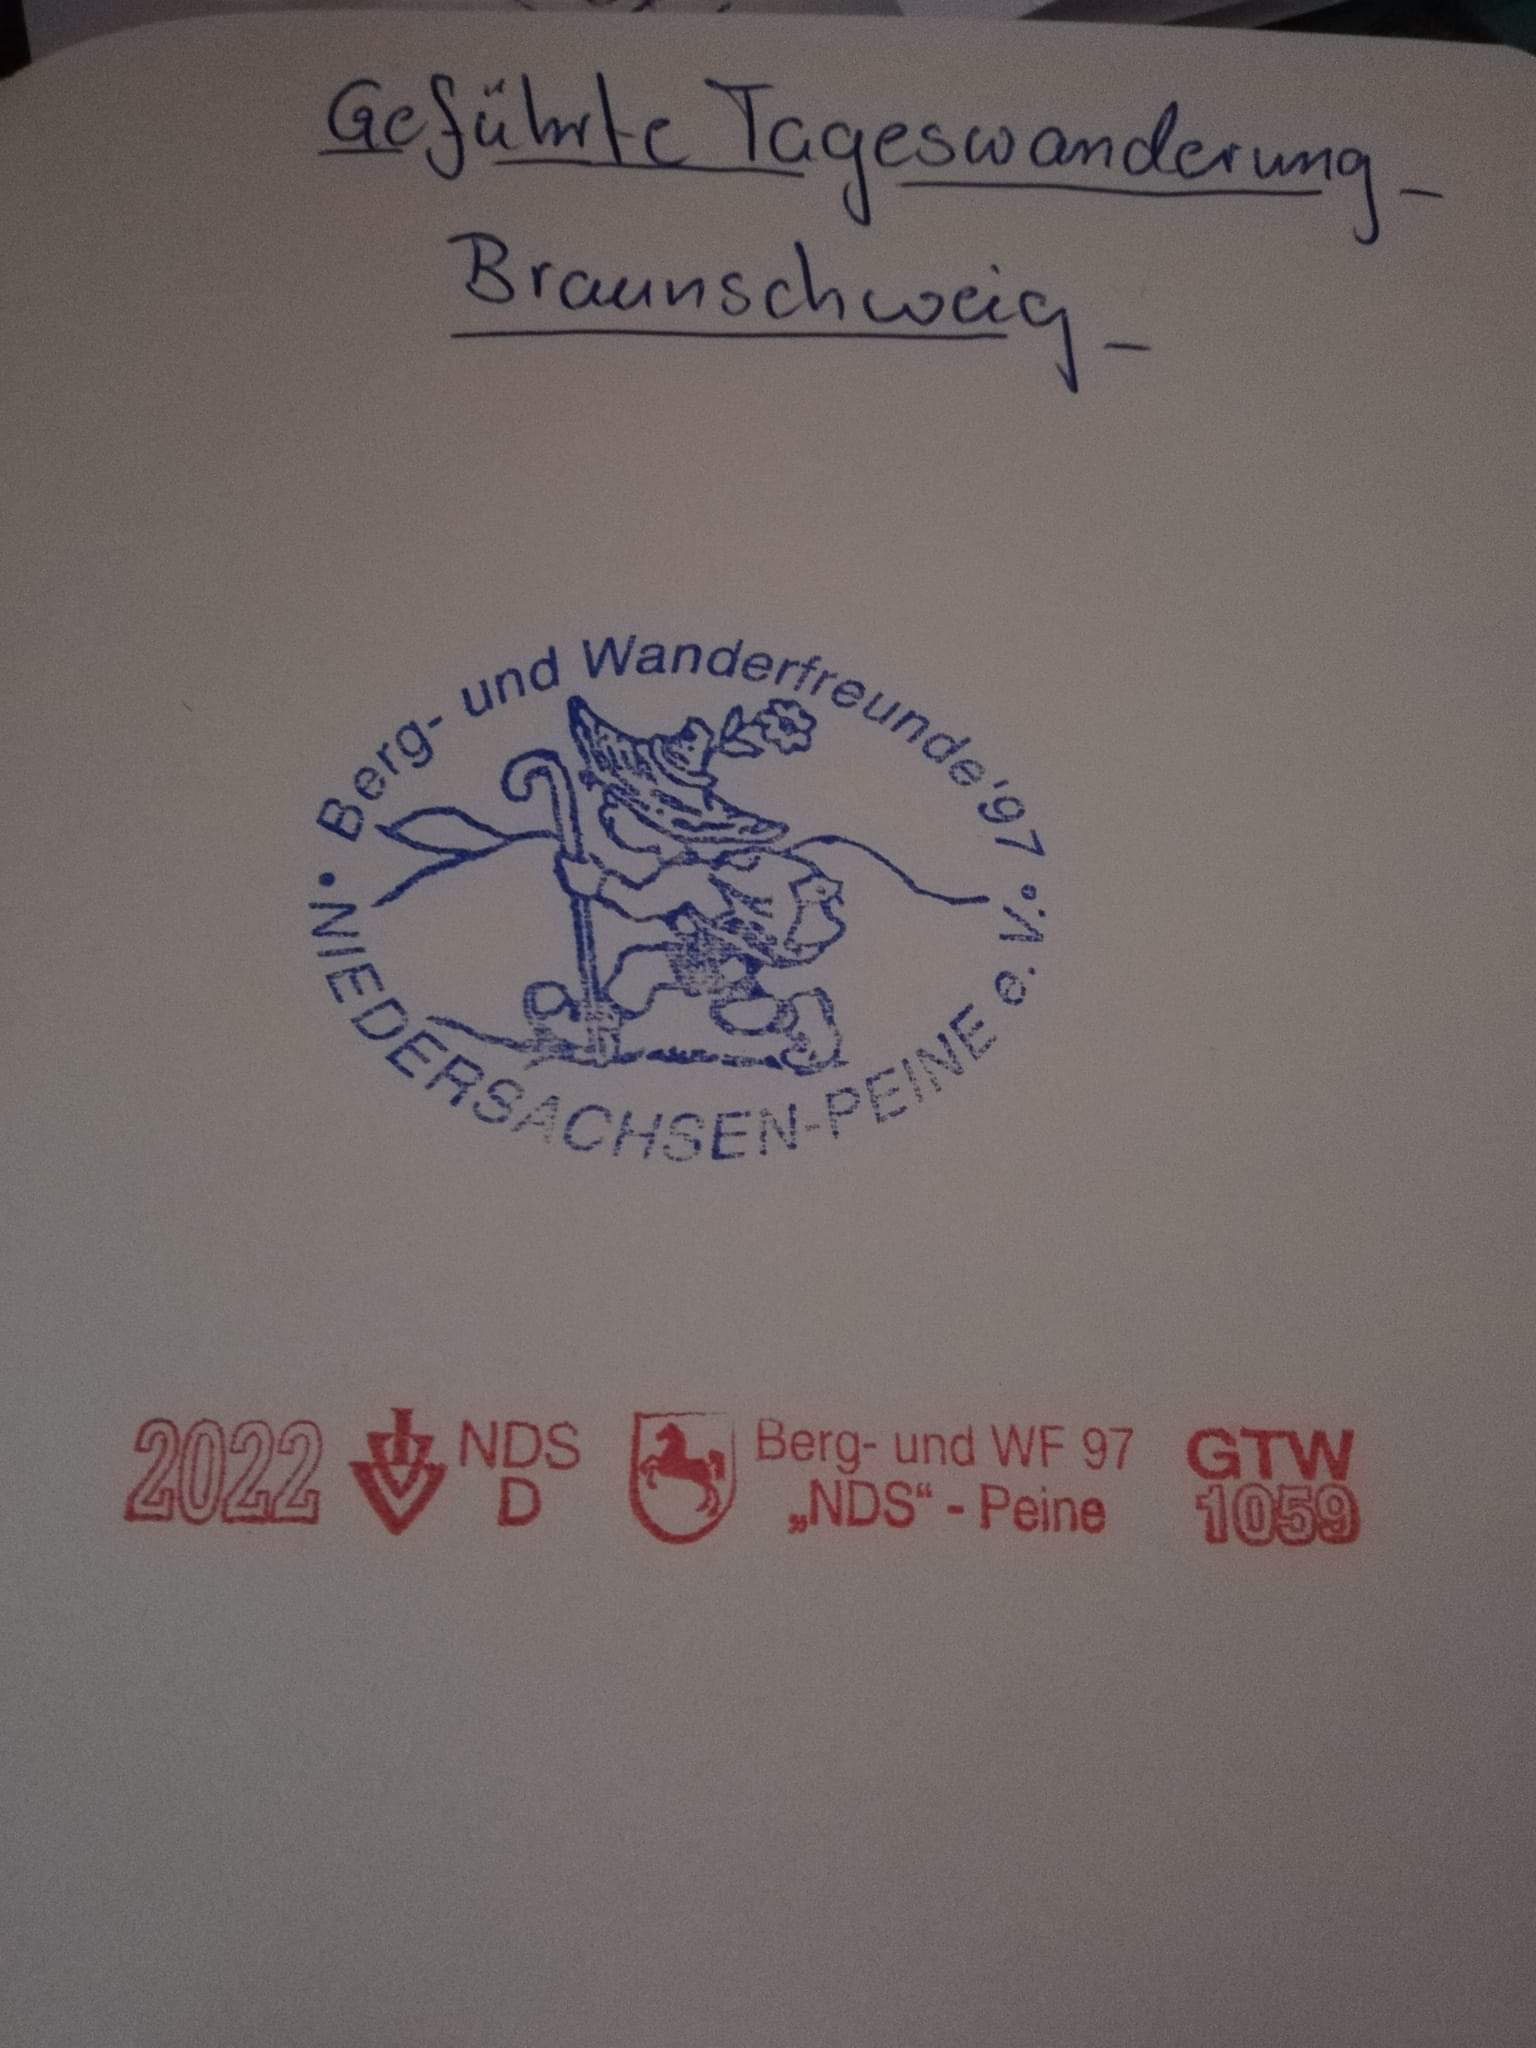 Geführte Tageswanderung -
Braunschweig -
Berg- und Wanderfreunde'97 e.V.
• NIEDERSACHSEN-PEINE •
2022 IVV NDS D Berg- und WF 97 „NDS“ - Peine GTW 1059